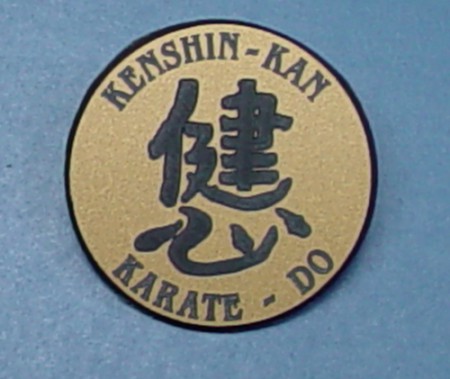 KENSHIN-KAN
健
心
KARATE - DO